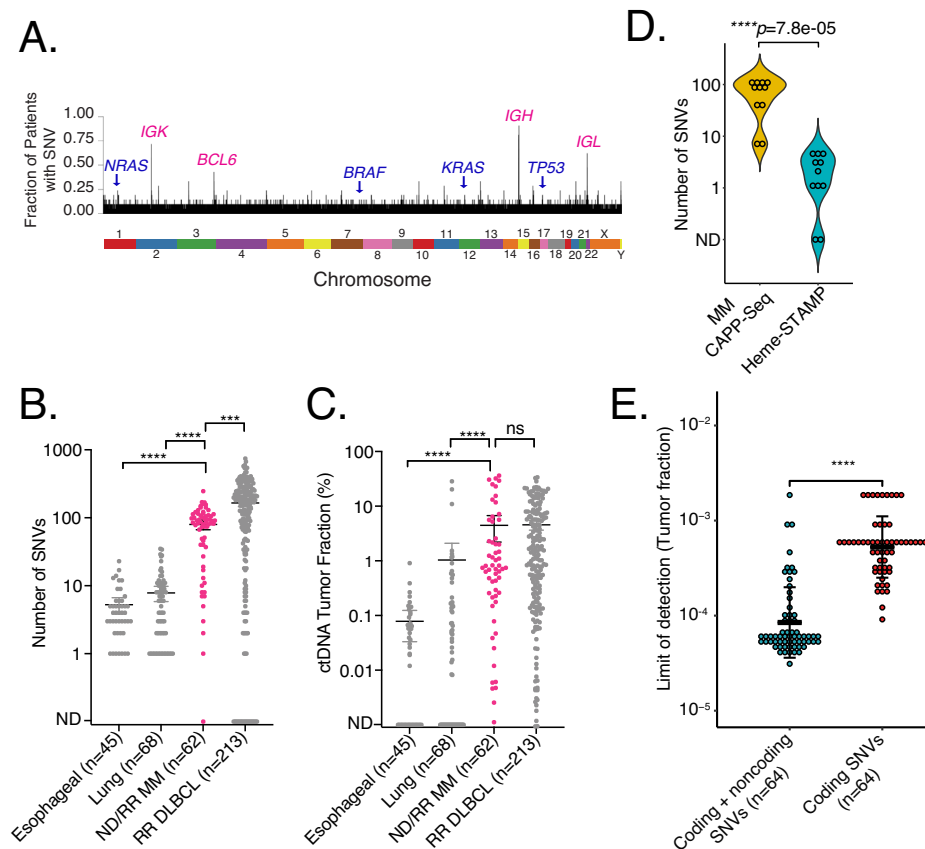 A.
Fraction of Patients
with SNV
1.00
0.75
0.50
0.25
0.00
NRAS
IGK
BCL6
BRAF
KRAS
IGH
TP53
IGL
1 3 5 7 9 11 13 15 17 19 21 X
2 4 6 8 10 12 14 16 18 20 22 Y
Chromosome
D.
****p=7.8e-05
Number of SNVs
100
10
1
ND
MM
CAPP-Seq
Heme-STAMP
B.
****
****
***
Number of SNVs
1000
100
10
1
ND
Esophageal (n=45)
Lung (n=68)
ND/RR MM (n=62)
RR DLBCL (n=213)
C.
****
****
ns
ctDNA Tumor Fraction (%)
100
10
1
0.1
0.01
ND
Esophageal (n=45)
Lung (n=68)
ND/RR MM (n=62)
RR DLBCL (n=213)
E.
****
Limit of detection (Tumor fraction)
10⁻²
10⁻³
10⁻⁴
10⁻⁵
Coding + noncoding
SNVs (n=64)
Coding SNVs
(n=64)